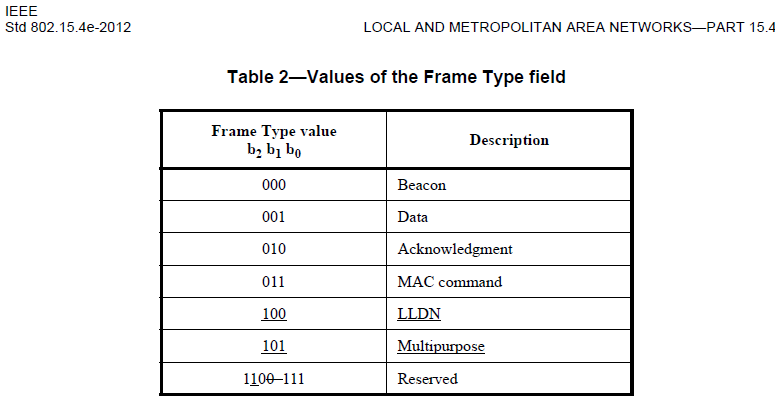 IEEE
Std 802.15.4e-2012 LOCAL AND METROPOLITAN AREA NETWORKS—PART 15.4
Table 2—Values of the Frame Type field
Frame Type value Description
b2 b1 b0
000 Beacon
001 Data
010 Acknowledgment
011 MAC command
100 LLDN
101 Multipurpose
1100–111 Reserved